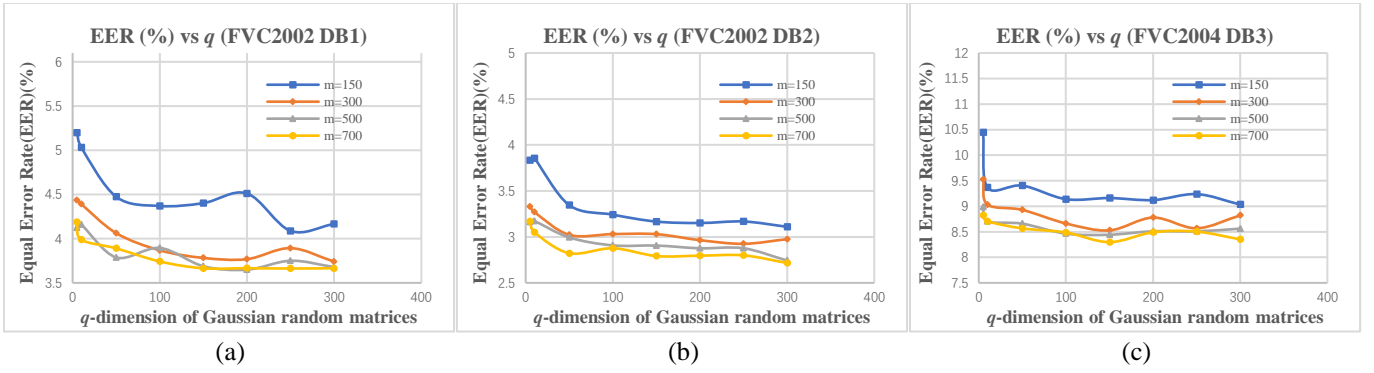 EER (%) vs q (FVC2002 DB1)
Equal Error Rate(EER)(%)
6
5.5
5
4.5
4
3.5
m=150
m=300
m=500
m=700
0 100 200 300 400
q-dimension of Gaussian random matrices
(a)
EER (%) vs q (FVC2002 DB2)
Equal Error Rate(EER)(%)
5
4.5
4
3.5
3
2.5
m=150
m=300
m=500
m=700
0 100 200 300 400
q-dimension of Gaussian random matrices
(b)
EER (%) vs q (FVC2004 DB3)
Equal Error Rate(EER)(%)
12
11.5
11
10.5
10
9.5
9
8.5
8
7.5
m=150
m=300
m=500
m=700
0 100 200 300 400
q-dimension of Gaussian random matrices
(c)